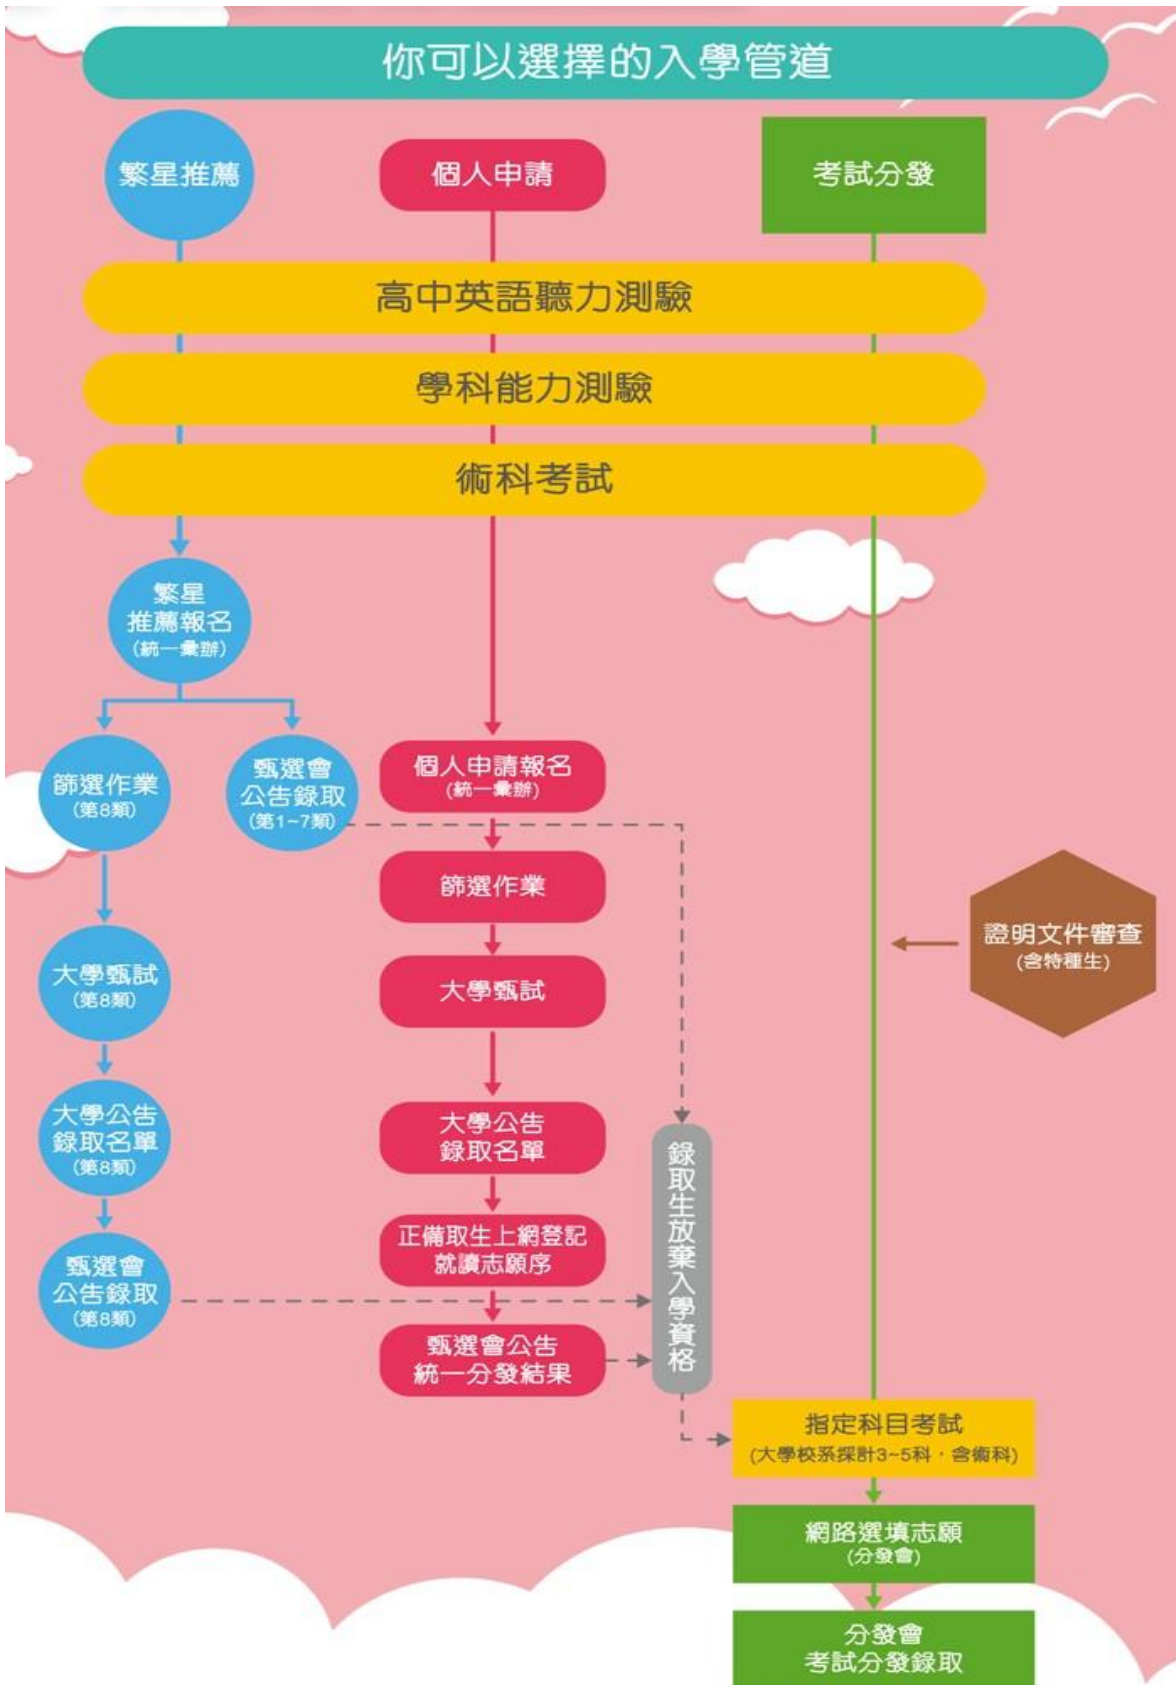 你可以選擇的入學管道
繁星推薦
個人申請
考試分發
高中英語聽力測驗
學科能力測驗
術科考試
繁星
推薦報名
(統一彙辦)
篩選作業
(第8類)
甄選會
公告錄取
(第1~7類)
個人申請報名
(統一彙辦)
篩選作業
證明文件審查
(含特種生)
大學甄試
(第8類)
大學甄試
大學公告
錄取名單
(第8類)
大學公告
錄取名單
錄取生放棄入學資格
甄選會
公告錄取
(第8類)
正備取生上網登記
就讀志願序
甄選會公告
統一分發結果
指定科目考試
(大學校系採計3~5科，含術科)
網路選填志願
(分發會)
分發會
考試分發錄取